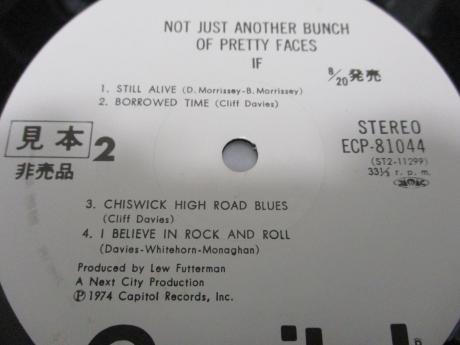 NOT JUST ANOTHER BUNCH
OF PRETTY FACES
IF
8/20発売
1. STILL ALIVE (D. Morrissey-B. Morrissey)
2. BORROWED TIME (Cliff Davies)
見本 2
非売品
STEREO
ECP-81044
(ST2-11299)
33⅓ r. p. m.
3. CHISWICK HIGH ROAD BLUES
(Cliff Davies)
4. I BELIEVE IN ROCK AND ROLL
(Davies-Whitehorn-Monaghan)
Produced by Lew Futterman
A Next City Production
Ⓟ1974 Capitol Records, Inc.